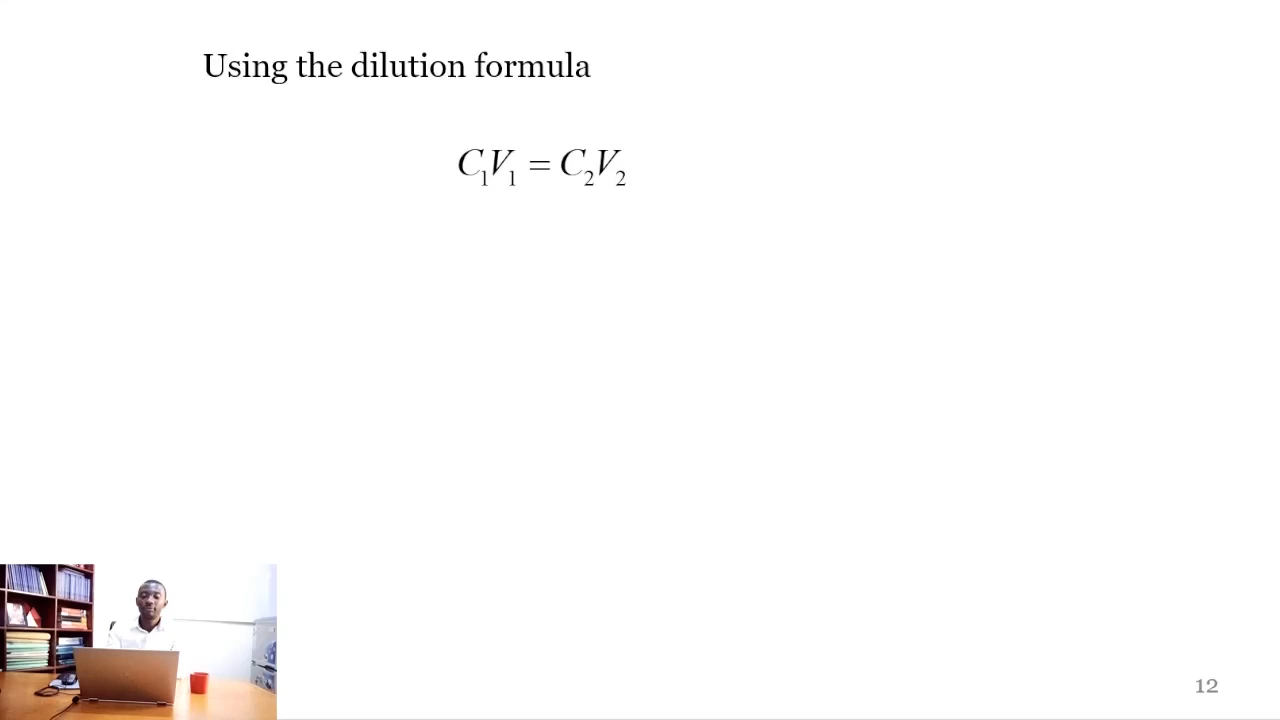 Using the dilution formula
C₁V₁ = C₂V₂
12